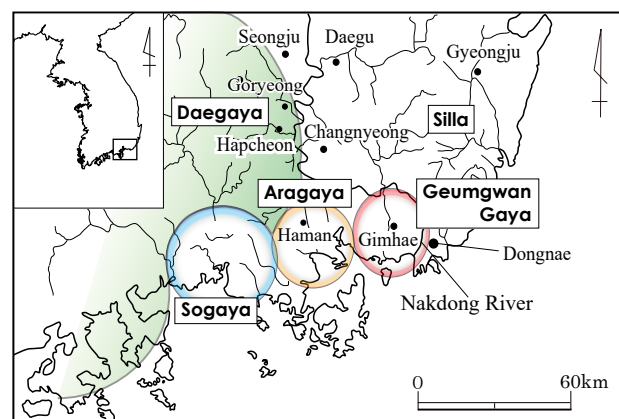 Seongju
Daegu
Gyeongju
Goryeong
Daegaya
Silla
Hapcheon
Changnyeong
Aragaya
Geumgwan
Gaya
Haman
Gimhae
Dongnae
Sogaya
Nakdong River
0
60km